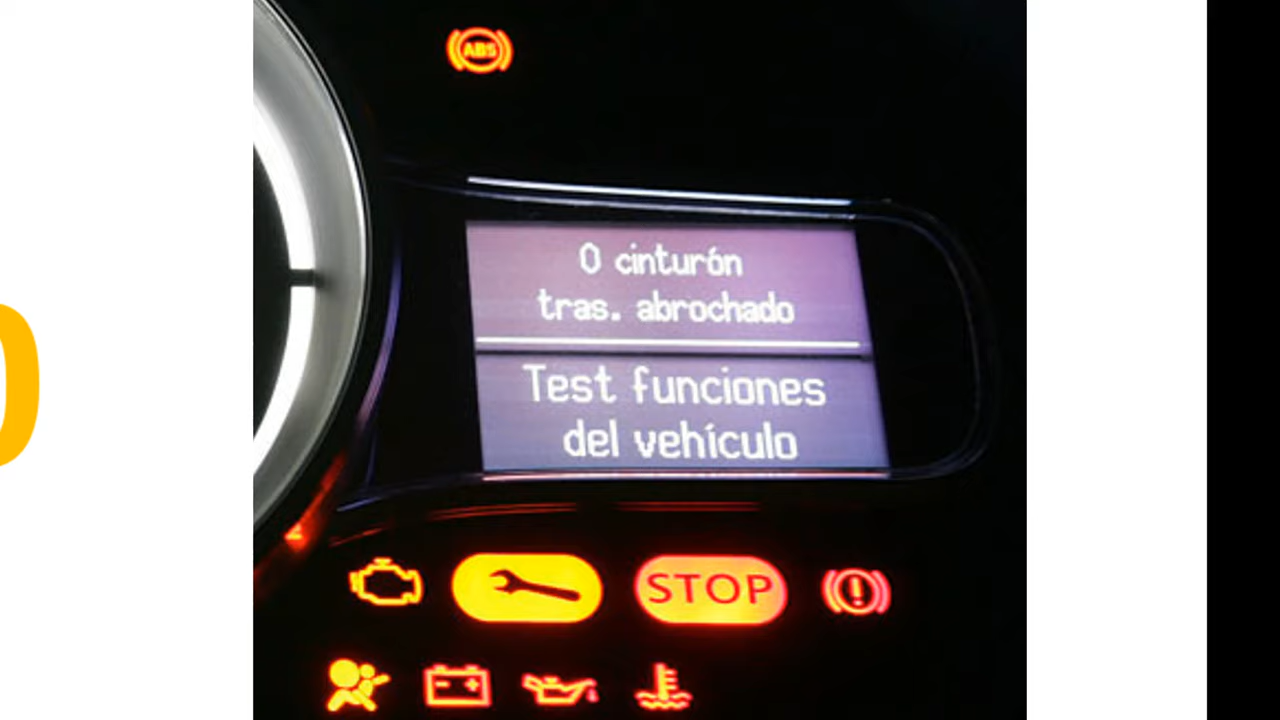 ABS
0 cinturón
tras. abrochado
Test funciones
del vehículo
STOP